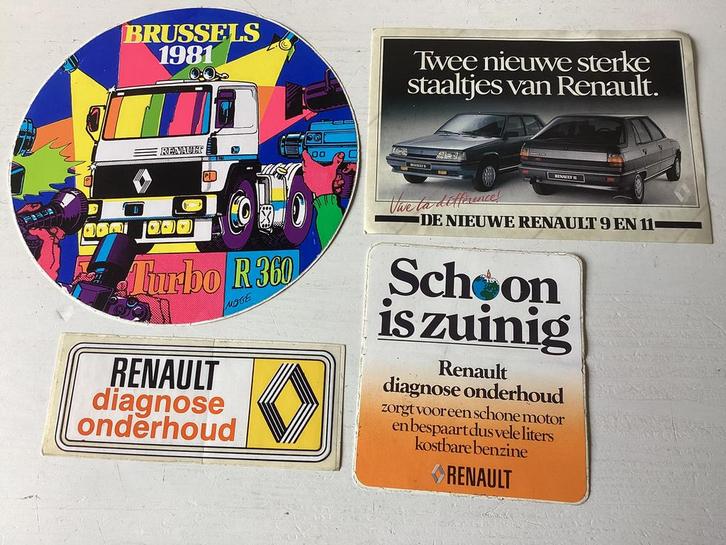 BRUSSELS
1981
RENAULT
Turbo R 360
Twee nieuwe sterke
staaltjes van Renault.
Vive la différence!
DE NIEUWE RENAULT 9 EN 11
RENAULT
diagnose
onderhoud
Schoon
is zuinig
Renault
diagnose onderhoud
zorgt voor een schone motor
en bespaart dus vele liters
kostbare benzine
RENAULT